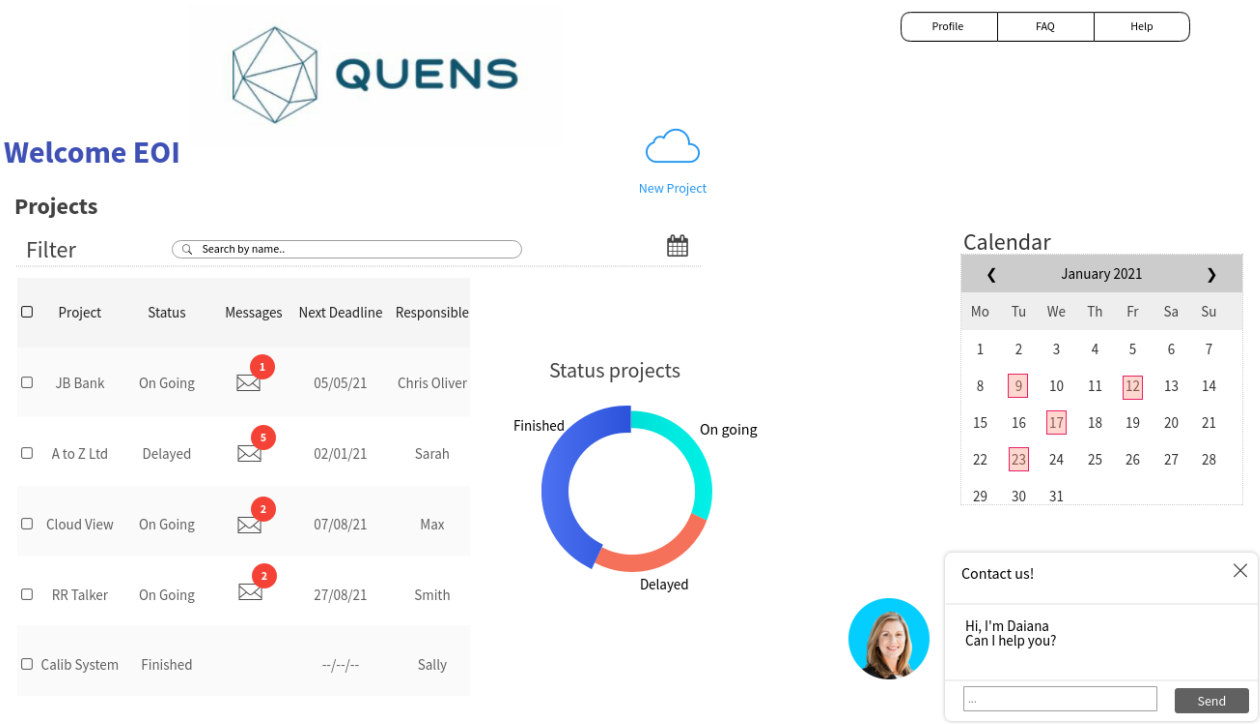 QUENS
Profile FAQ Help
Welcome EOI
New Project
Projects
Filter
Search by name..
Project Status Messages Next Deadline Responsible
JB Bank On Going 1 05/05/21 Chris Oliver
A to Z Ltd Delayed 5 02/01/21 Sarah
Cloud View On Going 2 07/08/21 Max
RR Talker On Going 2 27/08/21 Smith
Calib System Finished --/--/-- Sally
Status projects
Finished
On going
Delayed
Calendar
❮ January 2021 ❯
Mo Tu We Th Fr Sa Su
1 2 3 4 5 6 7
8 9 10 11 12 13 14
15 16 17 18 19 20 21
22 23 24 25 26 27 28
29 30 31
Contact us!
Hi, I'm Daiana
Can I help you?
...
Send